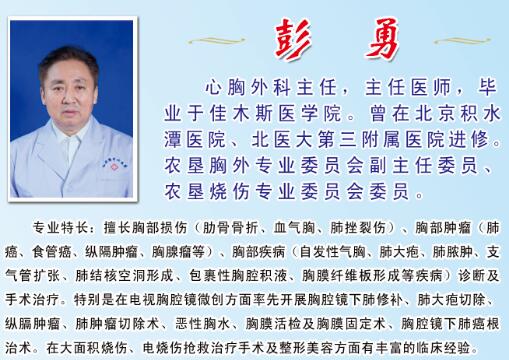 彭 勇
心胸外科主任，主任医师，毕
业于佳木斯医学院。曾在北京积水
潭医院、北医大第三附属医院进修。
农垦胸外专业委员会副主任委员、
农垦烧伤专业委员会委员。
专业特长：擅长胸部损伤（肋骨骨折、血气胸、肺挫裂伤）、胸部肿瘤（肺
癌、食管癌、纵隔肿瘤、胸腺瘤等）、胸部疾病（自发性气胸、肺大疱、肺脓肿、支
气管扩张、肺结核空洞形成、包裹性胸腔积液、胸膜纤维板形成等疾病）诊断及
手术治疗。特别是在电视胸腔镜微创方面率先开展胸腔镜下肺修补、肺大疱切除、
纵膈肿瘤、肺肿瘤切除术、恶性胸水、胸膜活检及胸膜固定术、胸腔镜下肺癌根
治术。在大面积烧伤、电烧伤抢救治疗手术及整形美容方面有丰富的临床经验。